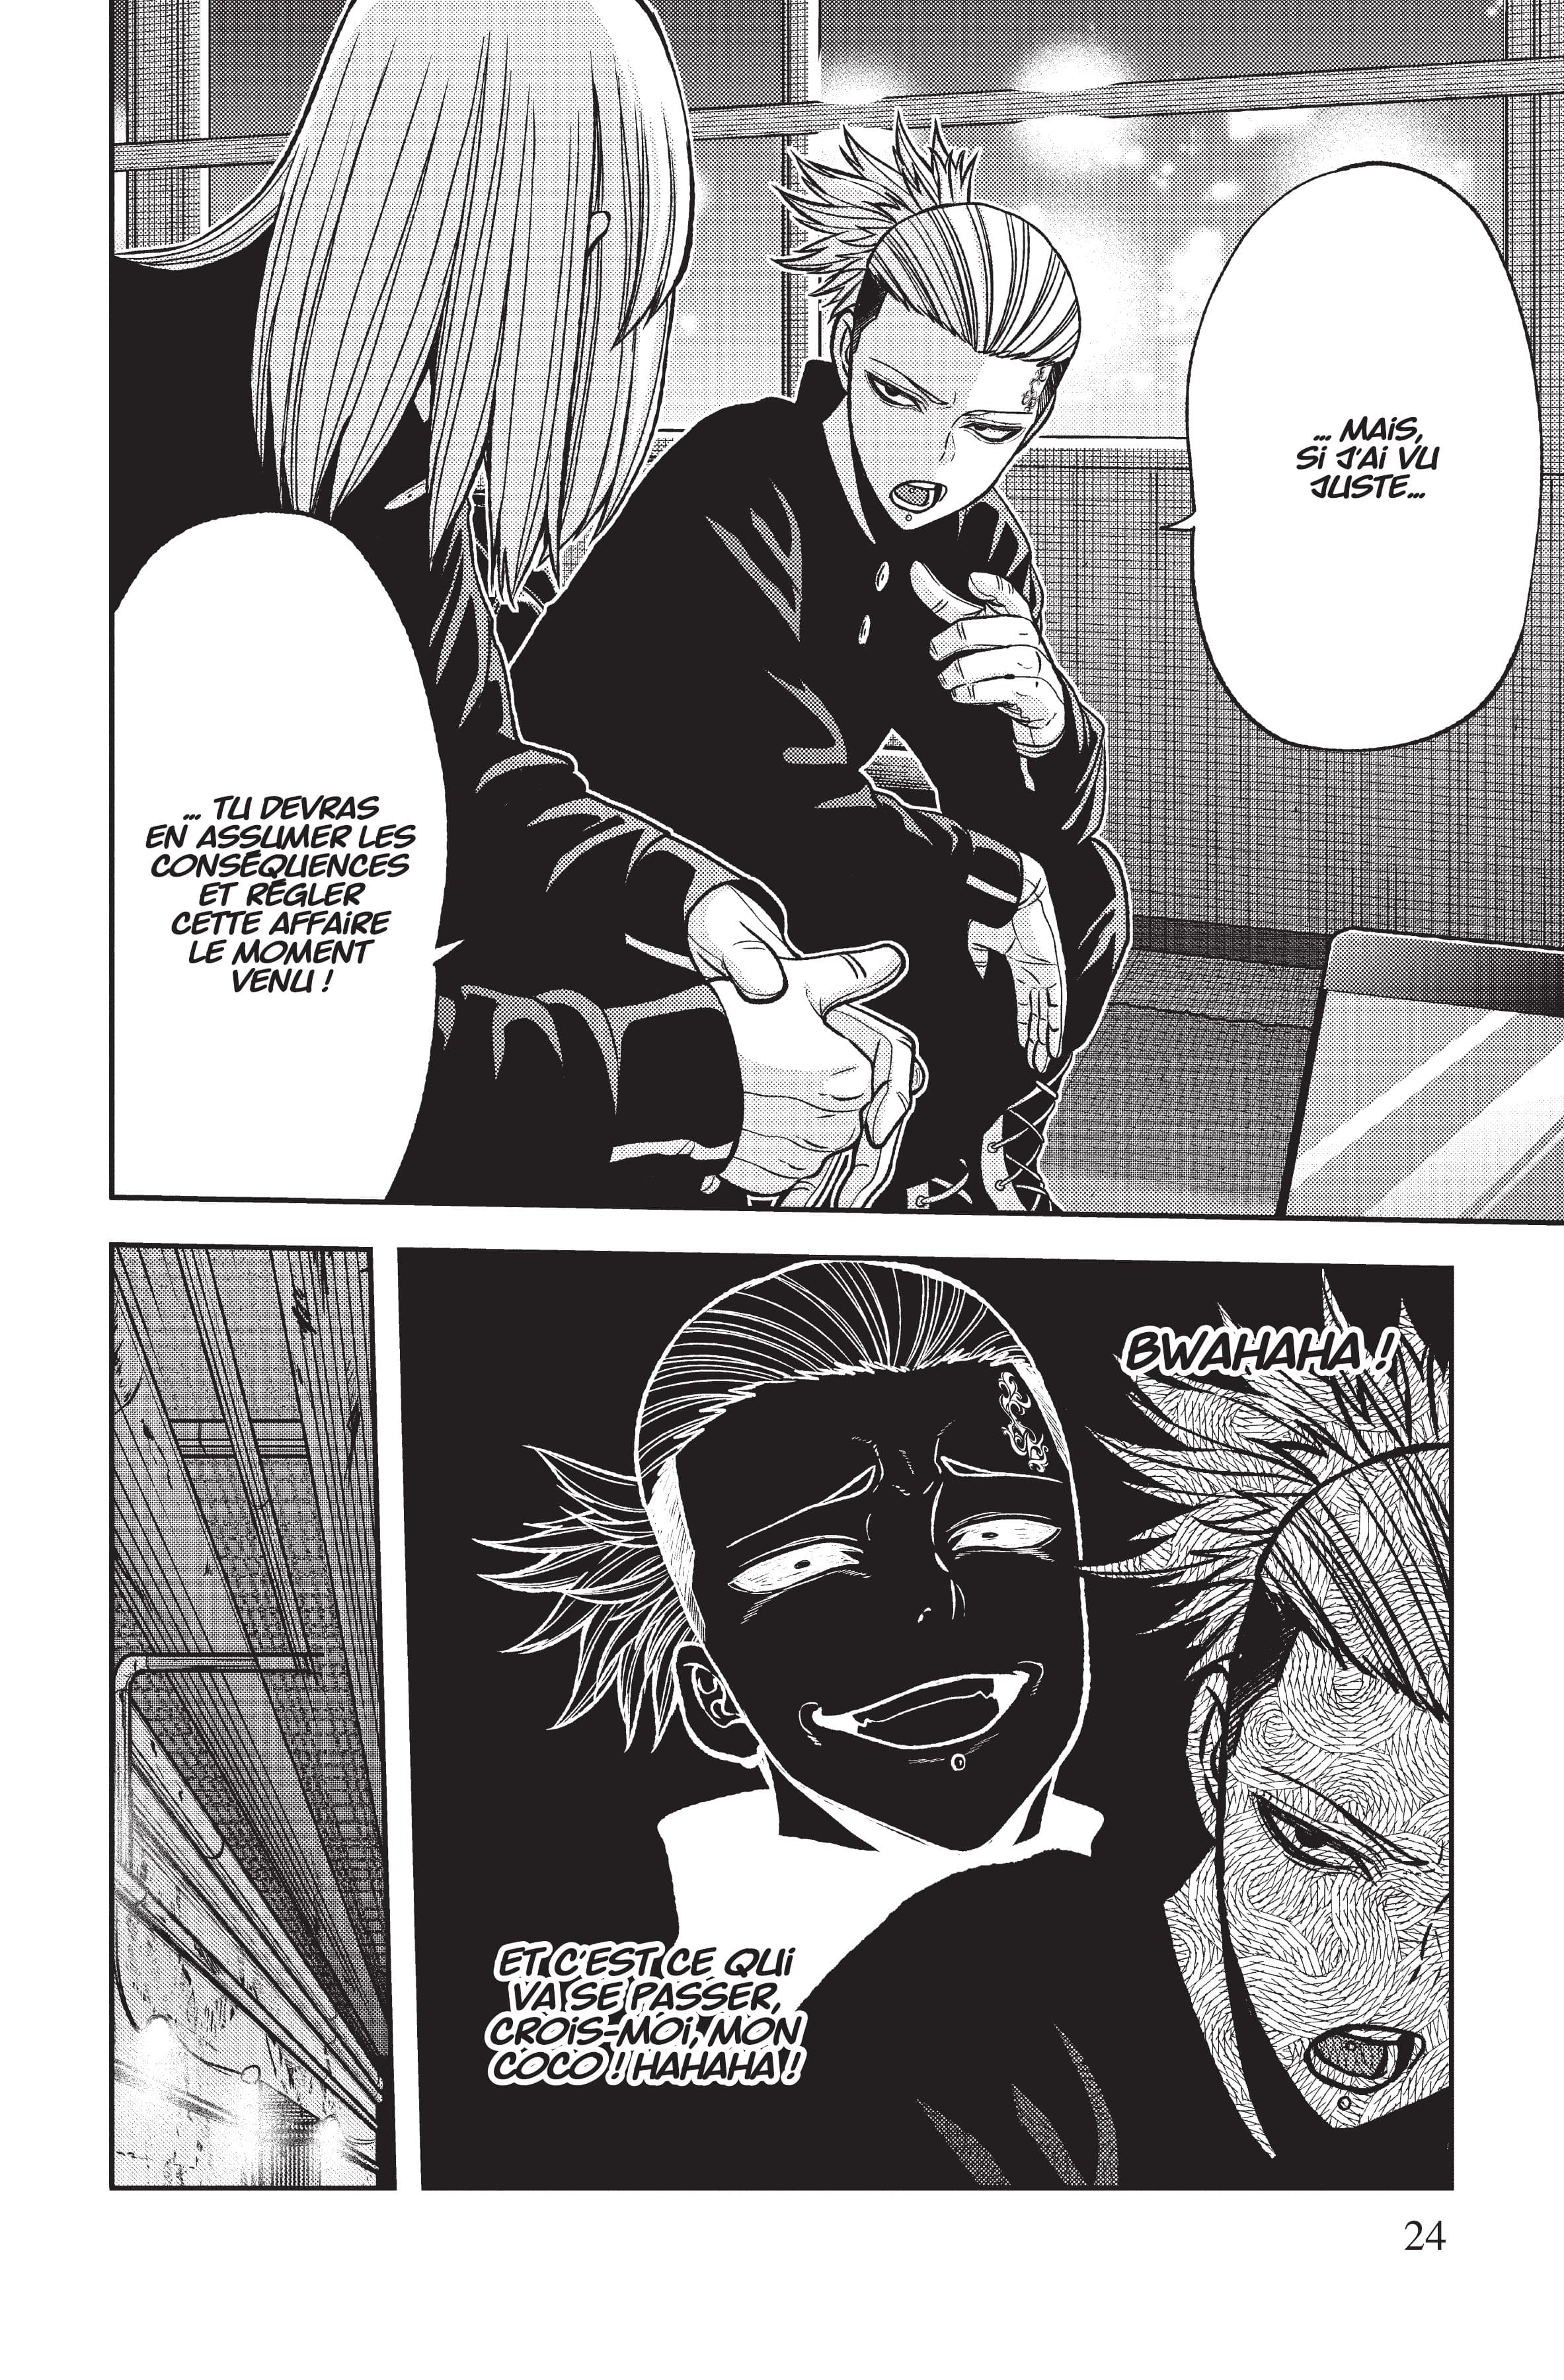 ... MAIS,
SI J'AI VU
JUSTE...
... TU DEVRAS
EN ASSUMER LES
CONSÉQUENCES
ET RÉGLER
CETTE AFFAIRE
LE MOMENT
VENU !
BWAHAHA !
ET C'EST CE QUI
VA SE PASSER,
CROIS-MOI, MON
COCO ! HAHAHA !
24